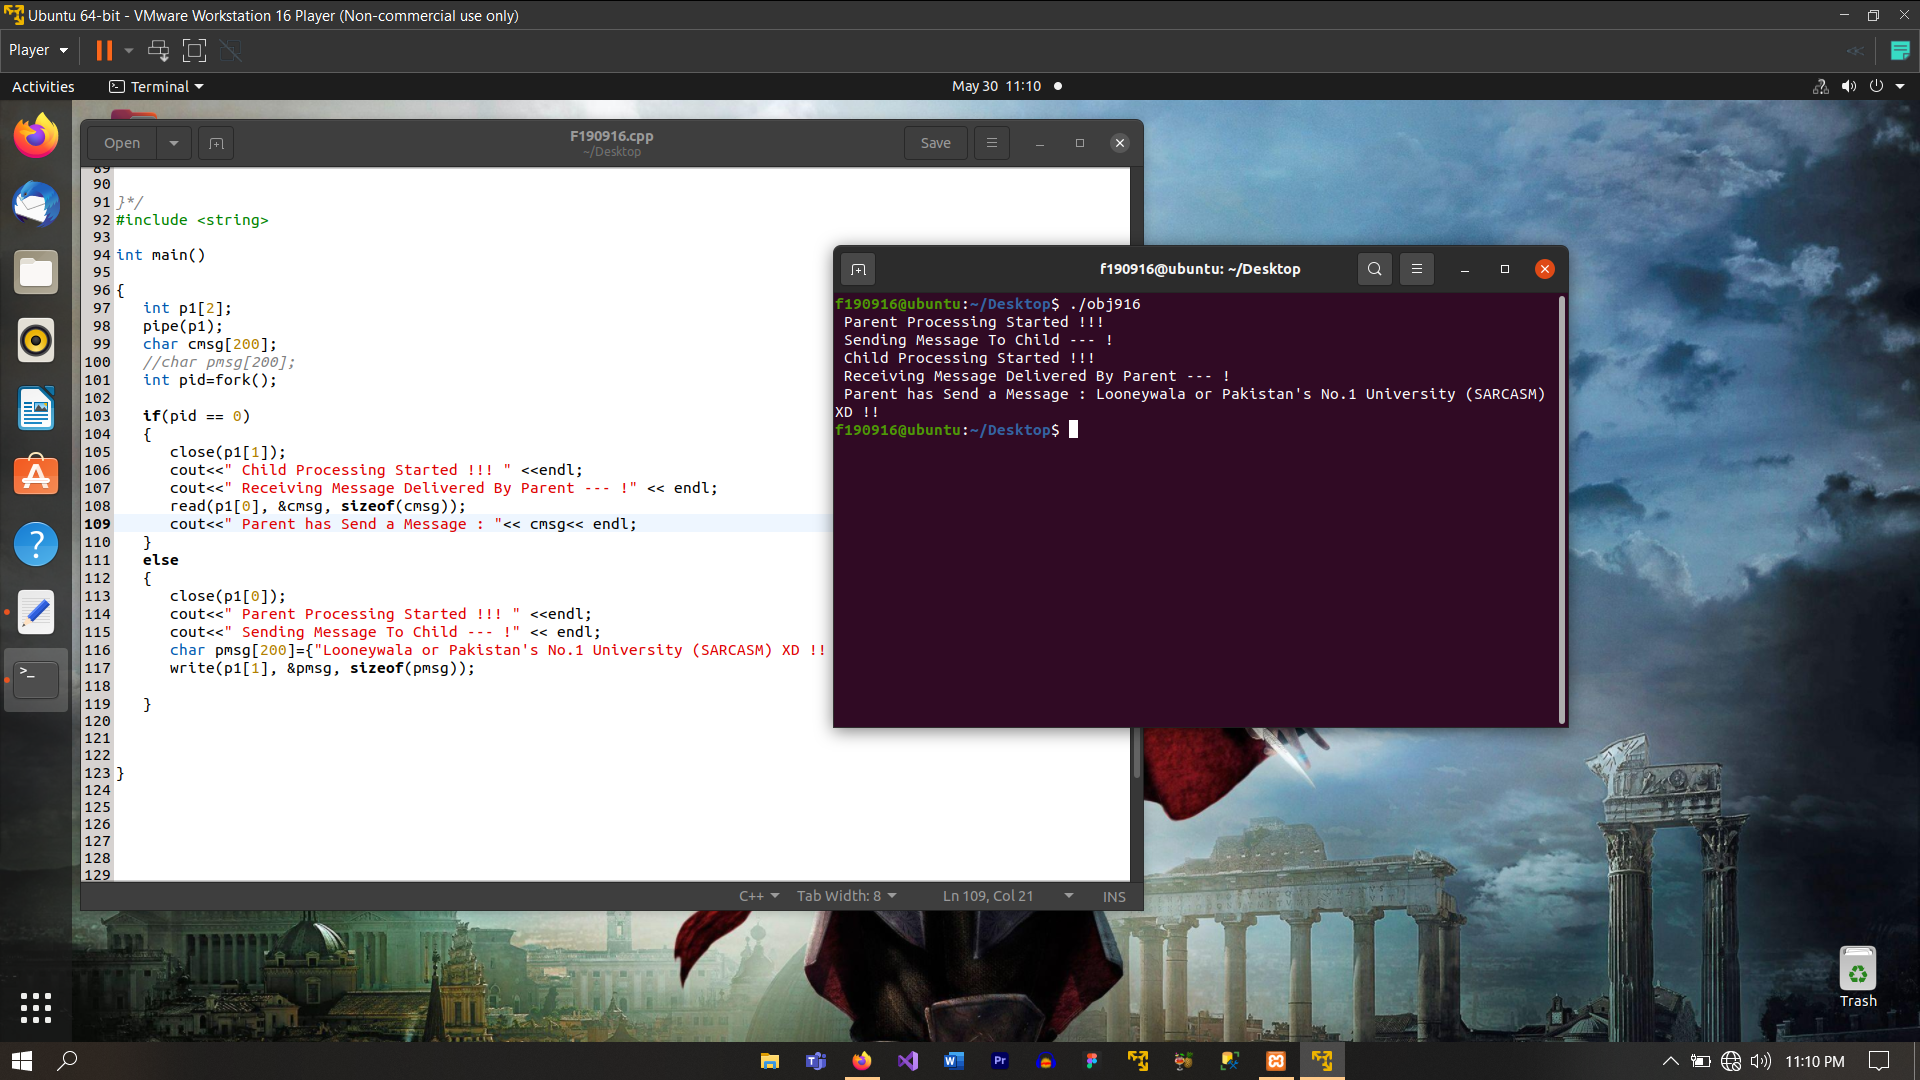 Ubuntu 64-bit - VMware Workstation 16 Player (Non-commercial use only)
Player
Activities
Terminal
May 30 11:10
Open
F190916.cpp
~/Desktop
Save
89
90
91 }*/
92 #include <string>
93
94 int main()
95
96 {
97 int p1[2];
98 pipe(p1);
99 char cmsg[200];
100 //char pmsg[200];
101 int pid=fork();
102
103 if(pid == 0)
104 {
105 close(p1[1]);
106 cout<<" Child Processing Started !!! " <<endl;
107 cout<<" Receiving Message Delivered By Parent --- !" << endl;
108 read(p1[0], &cmsg, sizeof(cmsg));
109 cout<<" Parent has Send a Message : "<< cmsg<< endl;
110 }
111 else
112 {
113 close(p1[0]);
114 cout<<" Parent Processing Started !!! " <<endl;
115 cout<<" Sending Message To Child --- !" << endl;
116 char pmsg[200]={"Looneywala or Pakistan's No.1 University (SARCASM) XD !!
117 write(p1[1], &pmsg, sizeof(pmsg));
118
119 }
120
121
122
123 }
124
125
126
127
128
129
C++
Tab Width: 8
Ln 109, Col 21
INS
f190916@ubuntu: ~/Desktop
f190916@ubuntu:~/Desktop$ ./obj916
Parent Processing Started !!!
Sending Message To Child --- !
Child Processing Started !!!
Receiving Message Delivered By Parent --- !
Parent has Send a Message : Looneywala or Pakistan's No.1 University (SARCASM)
XD !!
f190916@ubuntu:~/Desktop$
Trash
11:10 PM